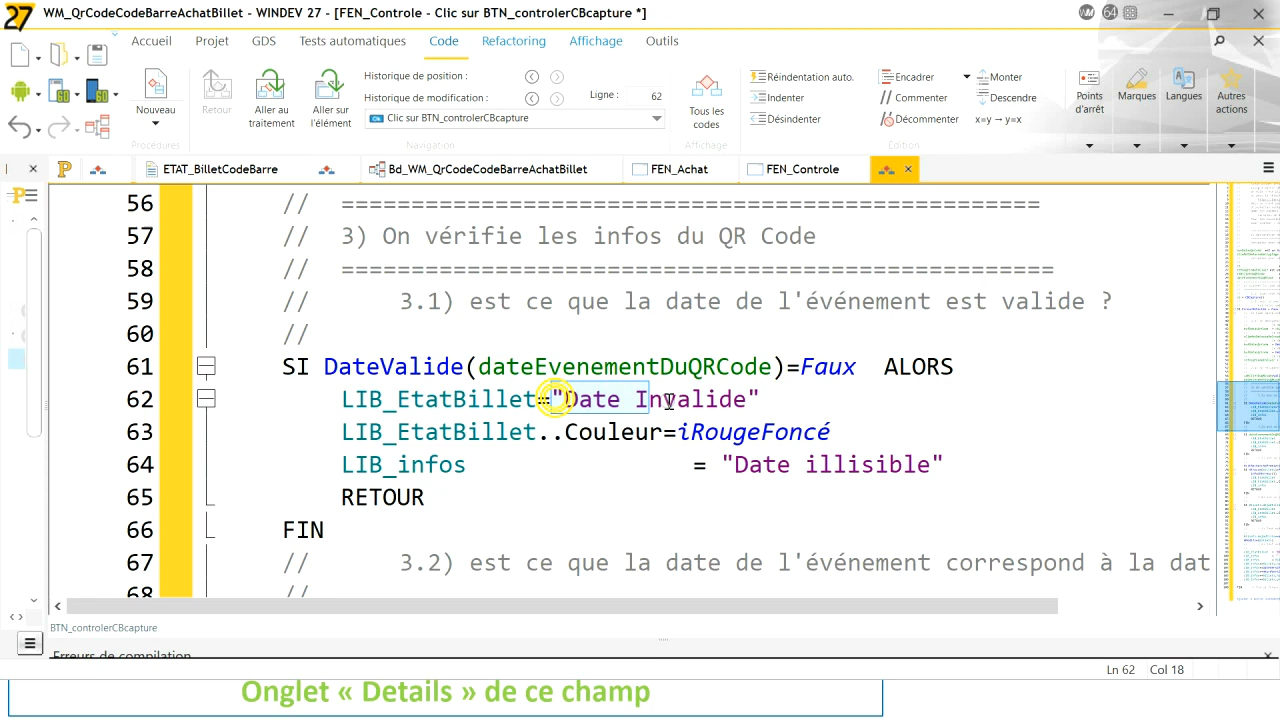 27 WM_QrCodeCodeBarreAchatBillet - WINDEV 27 - [FEN_Controle - Clic sur BTN_controlerCBcapture *]
WM 64
Accueil Projet GDS Tests automatiques Code Refactoring Affichage Outils
Nouveau
Retour
Aller au traitement
Aller sur l'élément
Historique de position :
Historique de modification :
Ligne : 62
Clic sur BTN_controlerCBcapture
Tous les codes
Réinentation auto.
Indenter
Désindenter
Encadrer
Commenter
Décommenter
Monter
Descendre
x=y → y=x
Points d'arrêt
Marques
Langues
Autres actions
Procédures Navigation Affichage Édition
ETAT_BilletCodeBarre Bd_WM_QrCodeCodeBarreAchatBillet FEN_Achat FEN_Controle
56 // ==================================================
57 // 3) On vérifie les infos du QR Code
58 // ===================================================
59 // 3.1) est ce que la date de l'événement est valide ?
60 //
61 SI DateValide(dateEvenementDuQRCode)=Faux ALORS
62 LIB_EtatBillet="Date Invalide"
63 LIB_EtatBillet..Couleur=iRougeFoncé
64 LIB_infos = "Date illisible"
65 RETOUR
66 FIN
67 // 3.2) est ce que la date de l'événement correspond à la dat
68 //
BTN_controlerCBcapture
Erreurs de compilation
Ln 62 Col 18
Onglet « Details » de ce champ